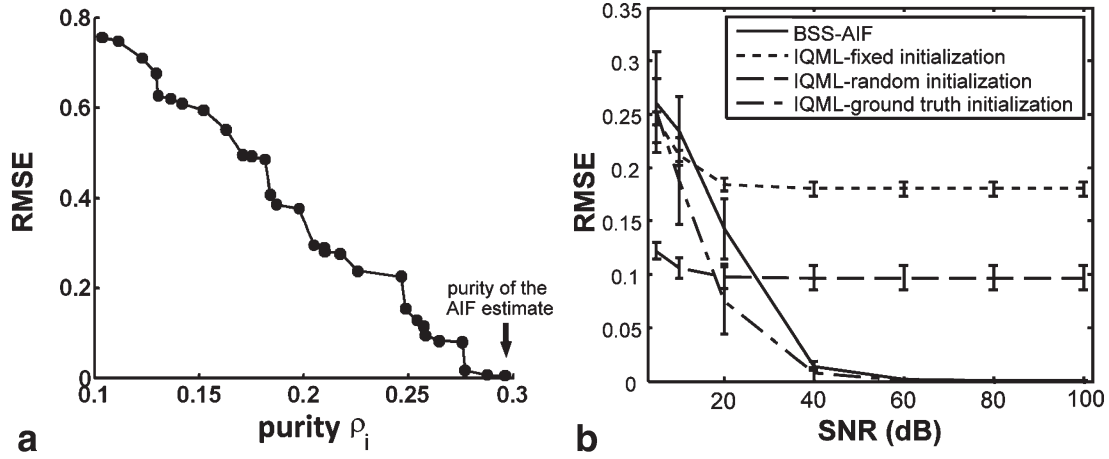 0.8
0.6
0.4
0.2
0
RMSE
0.1
0.15
0.2
0.25
0.3
purity ρi
purity of the
AIF estimate
a
0.35
0.3
0.25
0.2
0.15
0.1
0.05
0
RMSE
BSS-AIF
IQML-fixed initialization
IQML-random initialization
IQML-ground truth initialization
20
40
60
80
100
SNR (dB)
b